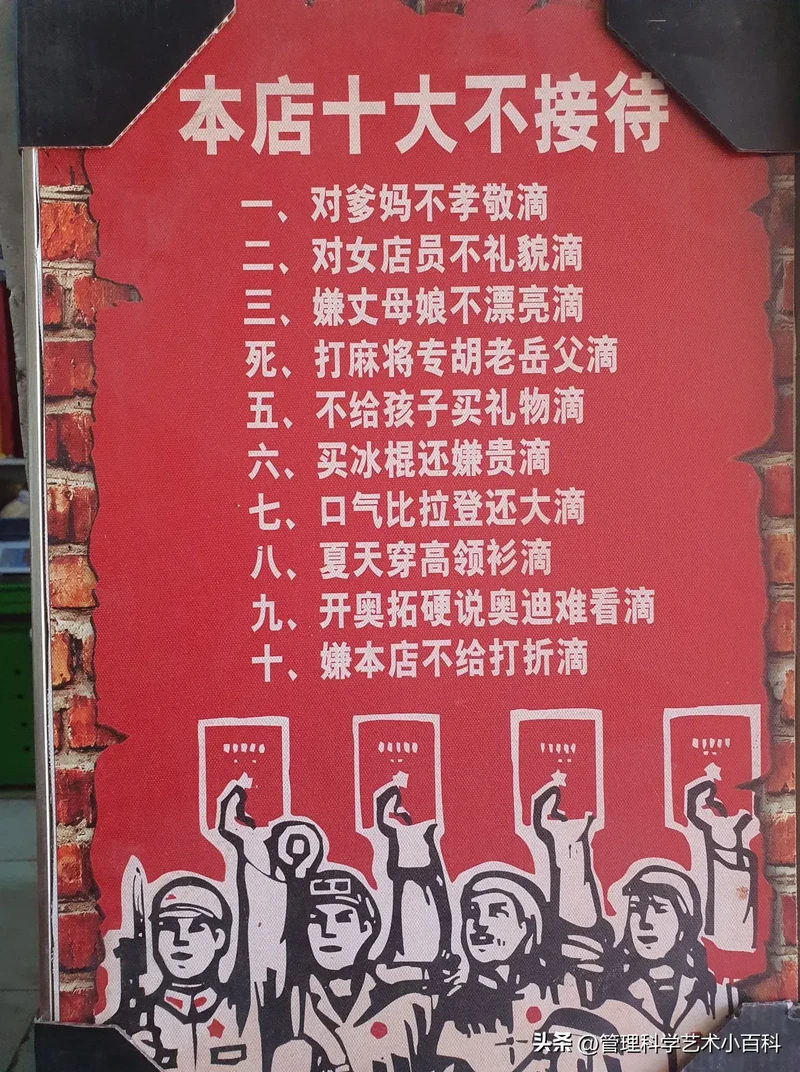 本店十大不接待
一、对爹妈不孝敬滴
二、对女店员不礼貌滴
三、嫌丈母娘不漂亮滴
死、打麻将专胡老岳父滴
五、不给孩子买礼物滴
六、买冰棍还嫌贵滴
七、口气比拉登还大滴
八、夏天穿高领衫滴
九、开奥拓硬说奥迪难看滴
十、嫌本店不给打折滴
头条 @管理科学艺术小百科